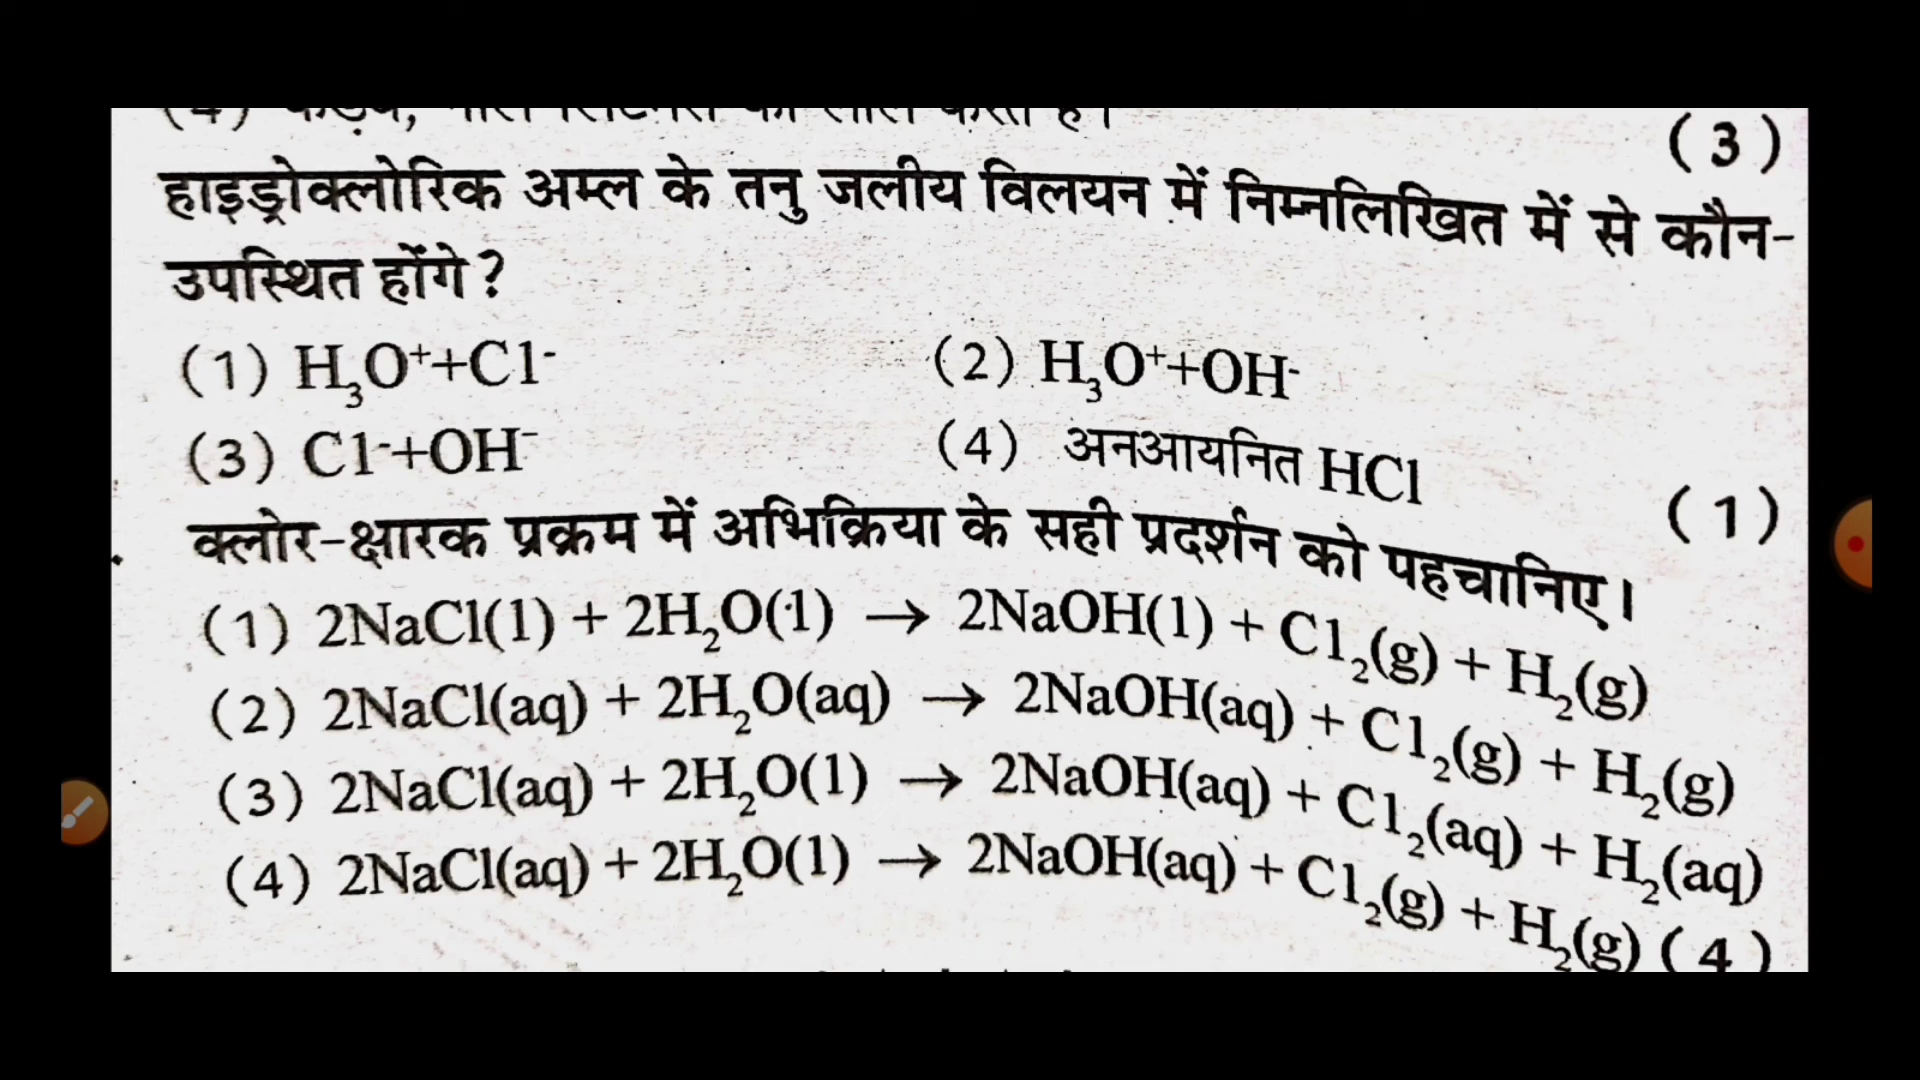 (3)
हाइड्रोक्लोरिक अम्ल के तनु जलीय विलयन में निम्नलिखित में से कौन-
उपस्थित होंगे?
(1) H₃O⁺+Cl⁻ (2) H₃O⁺+OH⁻
(3) Cl⁻+OH⁻ (4) अनआयनित HCl
(1)
क्लोर-क्षारक प्रक्रम में अभिक्रिया के सही प्रदर्शन को पहचानिए।
(1) 2NaCl(l) + 2H₂O(l) → 2NaOH(l) + Cl₂(g) + H₂(g)
(2) 2NaCl(aq) + 2H₂O(aq) → 2NaOH(aq) + Cl₂(g) + H₂(g)
(3) 2NaCl(aq) + 2H₂O(l) → 2NaOH(aq) + Cl₂(aq) + H₂(aq)
(4) 2NaCl(aq) + 2H₂O(l) → 2NaOH(aq) + Cl₂(g) + H₂(g) (4)